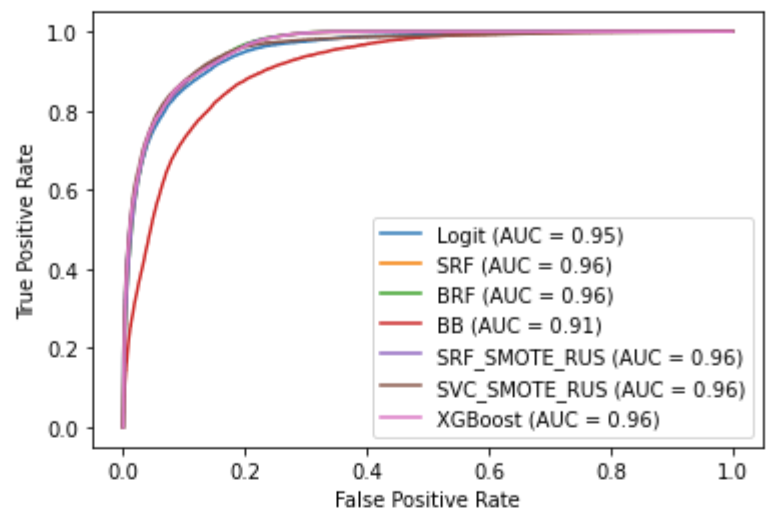 1.0
0.8
0.6
0.4
0.2
0.0
True Positive Rate
Logit (AUC = 0.95)
SRF (AUC = 0.96)
BRF (AUC = 0.96)
BB (AUC = 0.91)
SRF_SMOTE_RUS (AUC = 0.96)
SVC_SMOTE_RUS (AUC = 0.96)
XGBoost (AUC = 0.96)
0.0 0.2 0.4 0.6 0.8 1.0
False Positive Rate